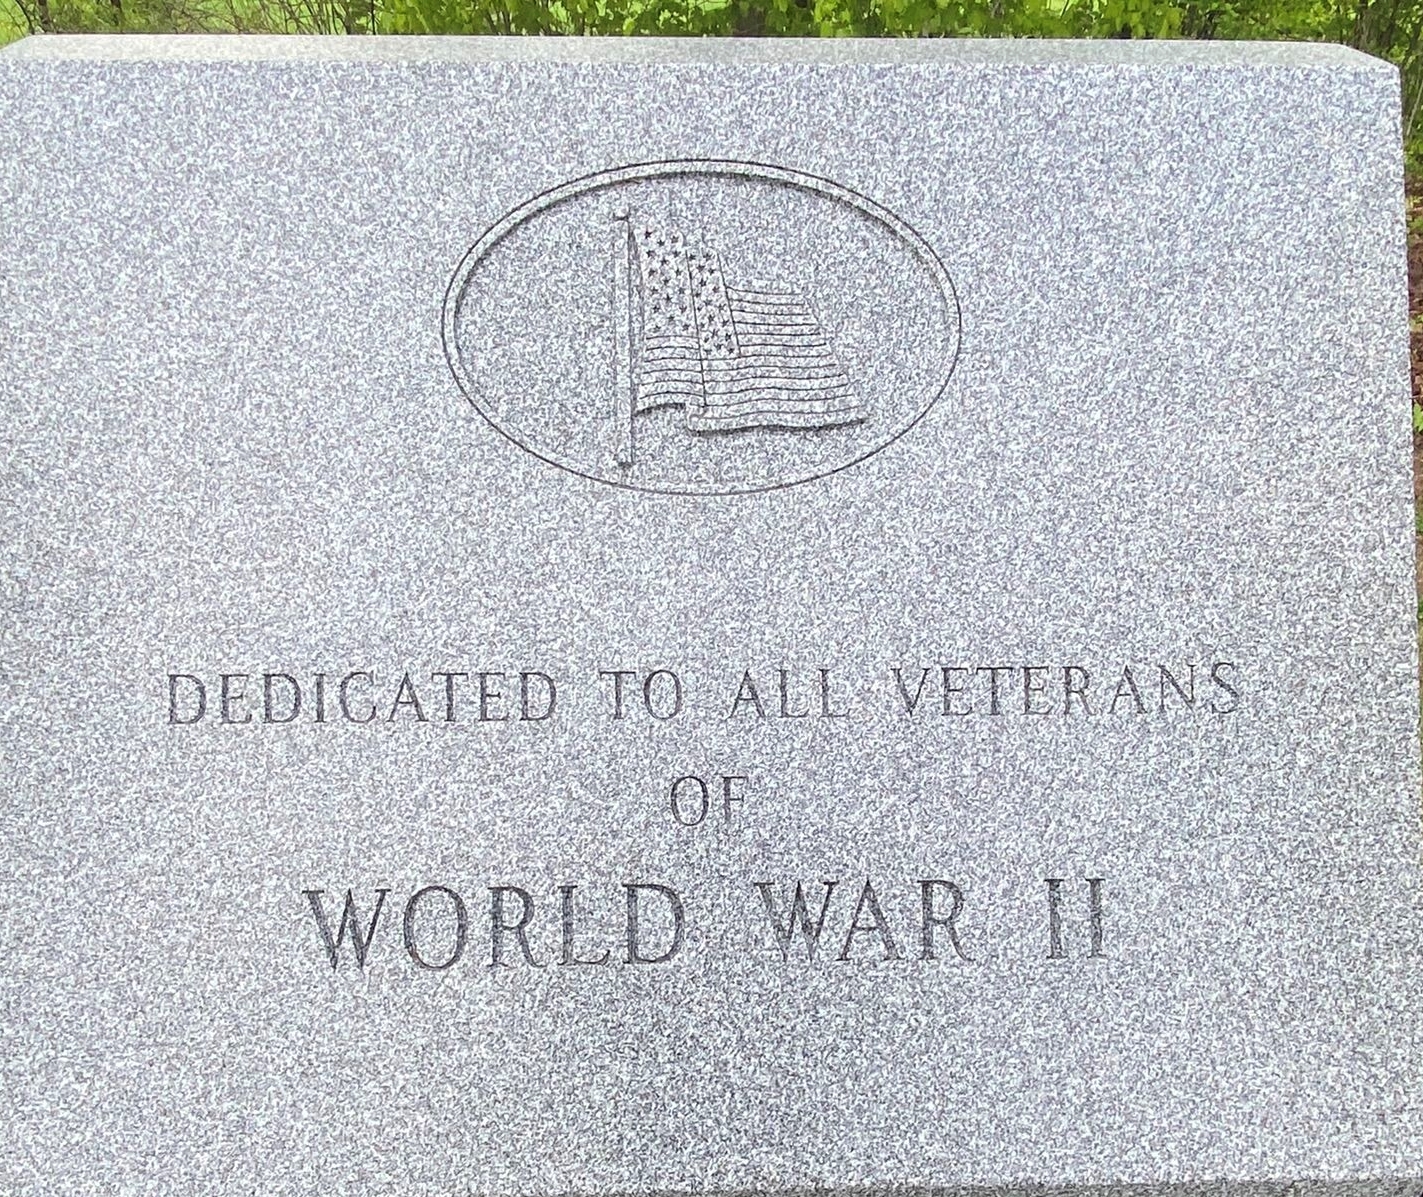 DEDICATED TO ALL VETERANS
OF
WORLD WAR II